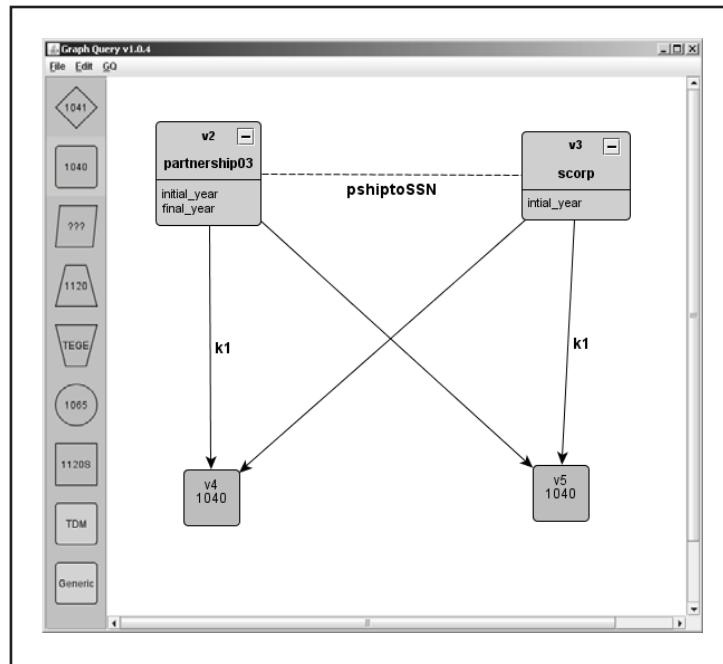 Graph Query v1.0.4
File Edit GQ
1041
1040
???
1120
TEGE
1065
1120S
TDM
Generic
v2
partnership03
initial_year
final_year
pshiptoSSN
v3
scorp
intial_year
k1
k1
v4
1040
v5
1040